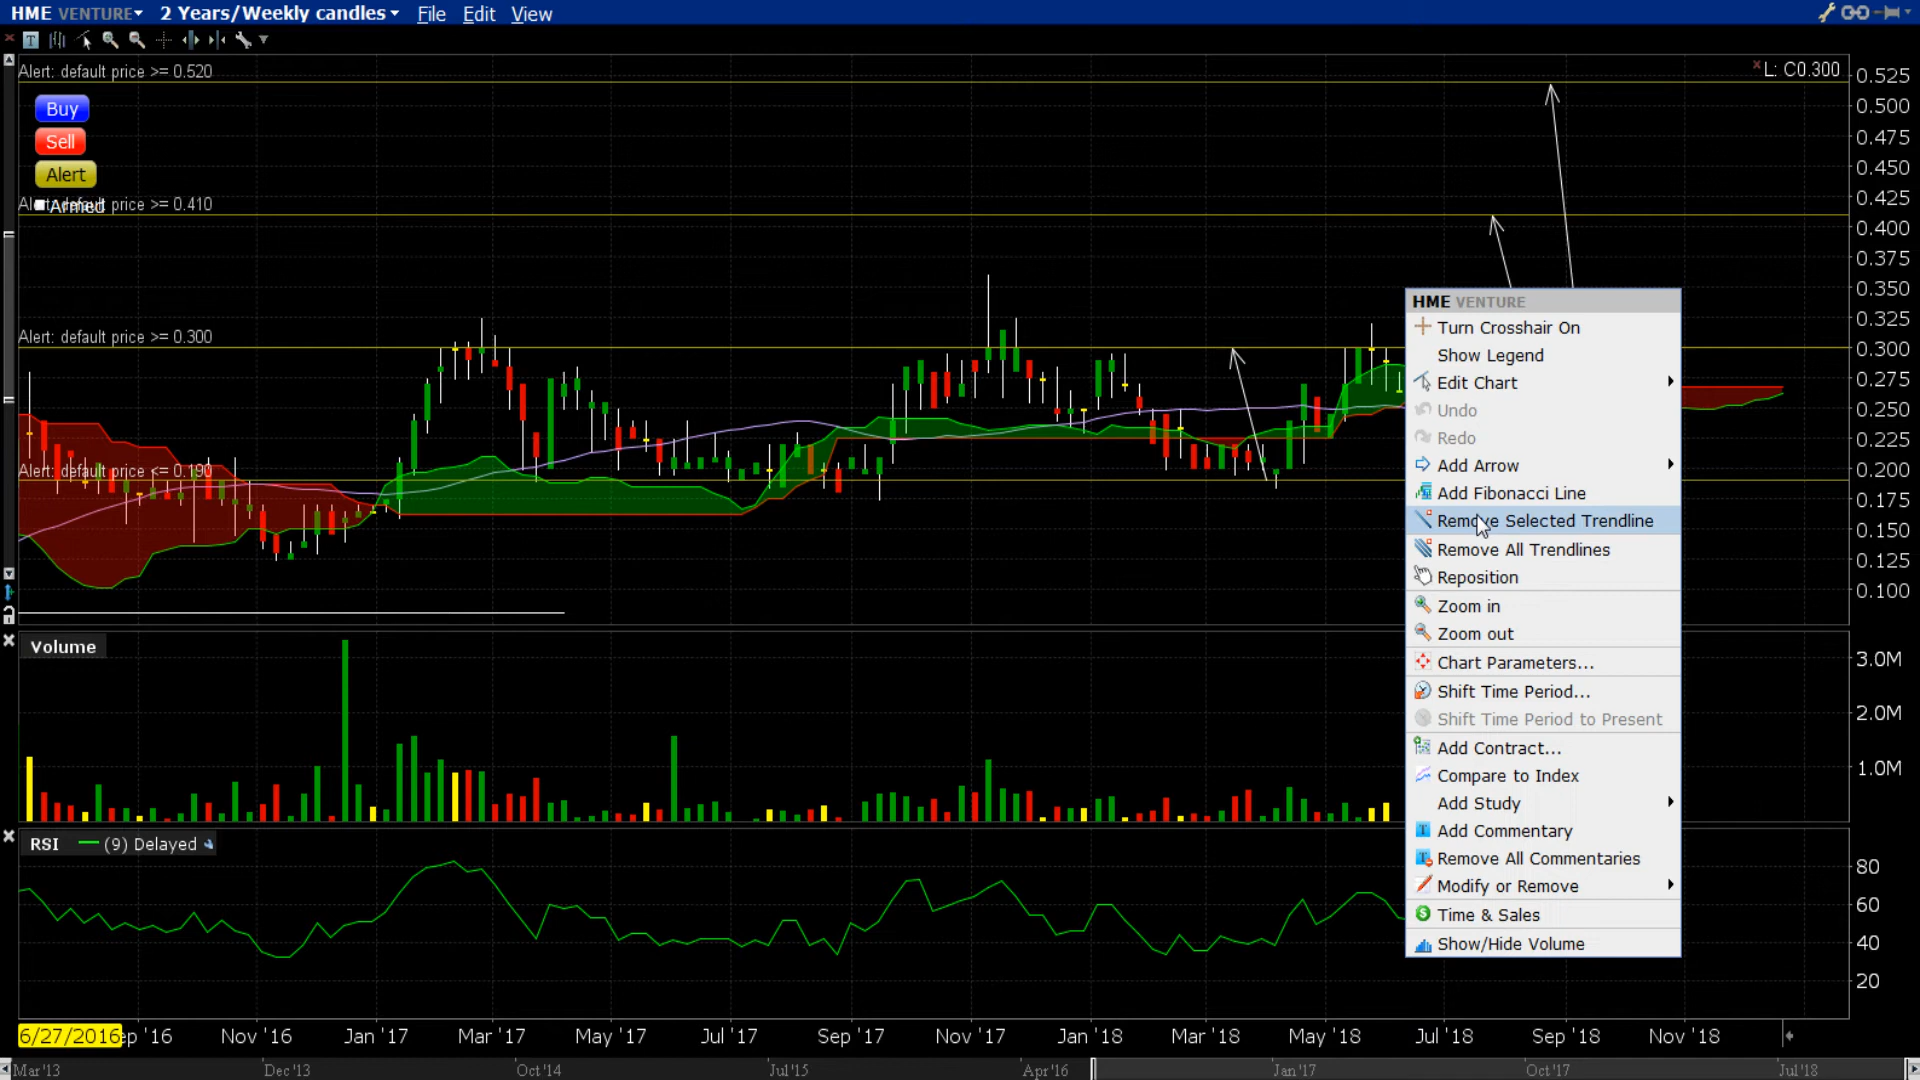 HME VENTURE 2 Years/Weekly candles File Edit View
Alert: default price >= 0.520
L: C0.300
Buy
Sell
Alert
Armed
Alert: default price >= 0.410
Alert: default price >= 0.300
Alert: default price <= 0.190
0.525
0.500
0.475
0.450
0.425
0.400
0.375
0.350
0.325
0.300
0.275
0.250
0.225
0.200
0.175
0.150
0.125
0.100
HME VENTURE
Turn Crosshair On
Show Legend
Edit Chart
Undo
Redo
Add Arrow
Add Fibonacci Line
Remove Selected Trendline
Remove All Trendlines
Reposition
Zoom in
Zoom out
Chart Parameters...
Shift Time Period...
Shift Time Period to Present
Add Contract...
Compare to Index
Add Study
Add Commentary
Remove All Commentaries
Modify or Remove
Time & Sales
Show/Hide Volume
Volume
3.0M
2.0M
1.0M
RSI (9) Delayed
80
60
40
20
6/27/2016 ep '16 Nov '16 Jan '17 Mar '17 May '17 Jul '17 Sep '17 Nov '17 Jan '18 Mar '18 May '18 Jul '18 Sep '18 Nov '18
Mar'13 Dec'13 Oct'14 Jul'15 Apr'16 Jan'17 Oct'17 Jul'18